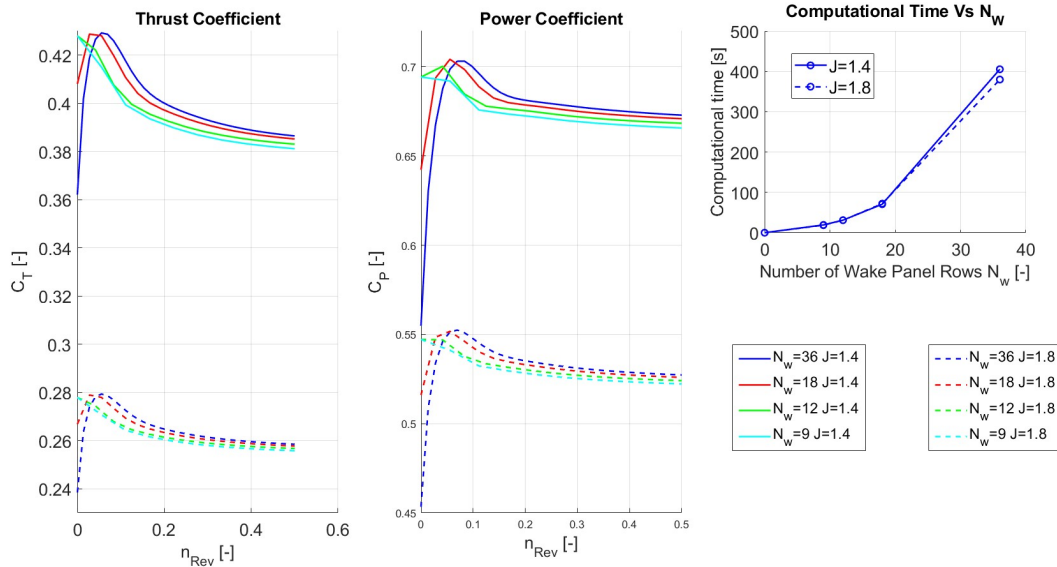 Thrust Coefficient
C_T [-]
0.42
0.4
0.38
0.36
0.34
0.32
0.3
0.28
0.26
0.24
0
0.2
0.4
0.6
n_Rev [-]
Power Coefficient
C_P [-]
0.7
0.65
0.6
0.55
0.5
0.45
0
0.1
0.2
0.3
0.4
0.5
n_Rev [-]
Computational Time Vs N_W
Computational time [s]
500
400
300
200
100
0
0
10
20
30
40
Number of Wake Panel Rows N_w [-]
J=1.4
J=1.8
N_w=36 J=1.4
N_w=18 J=1.4
N_w=12 J=1.4
N_w=9 J=1.4
N_w=36 J=1.8
N_w=18 J=1.8
N_w=12 J=1.8
N_w=9 J=1.8